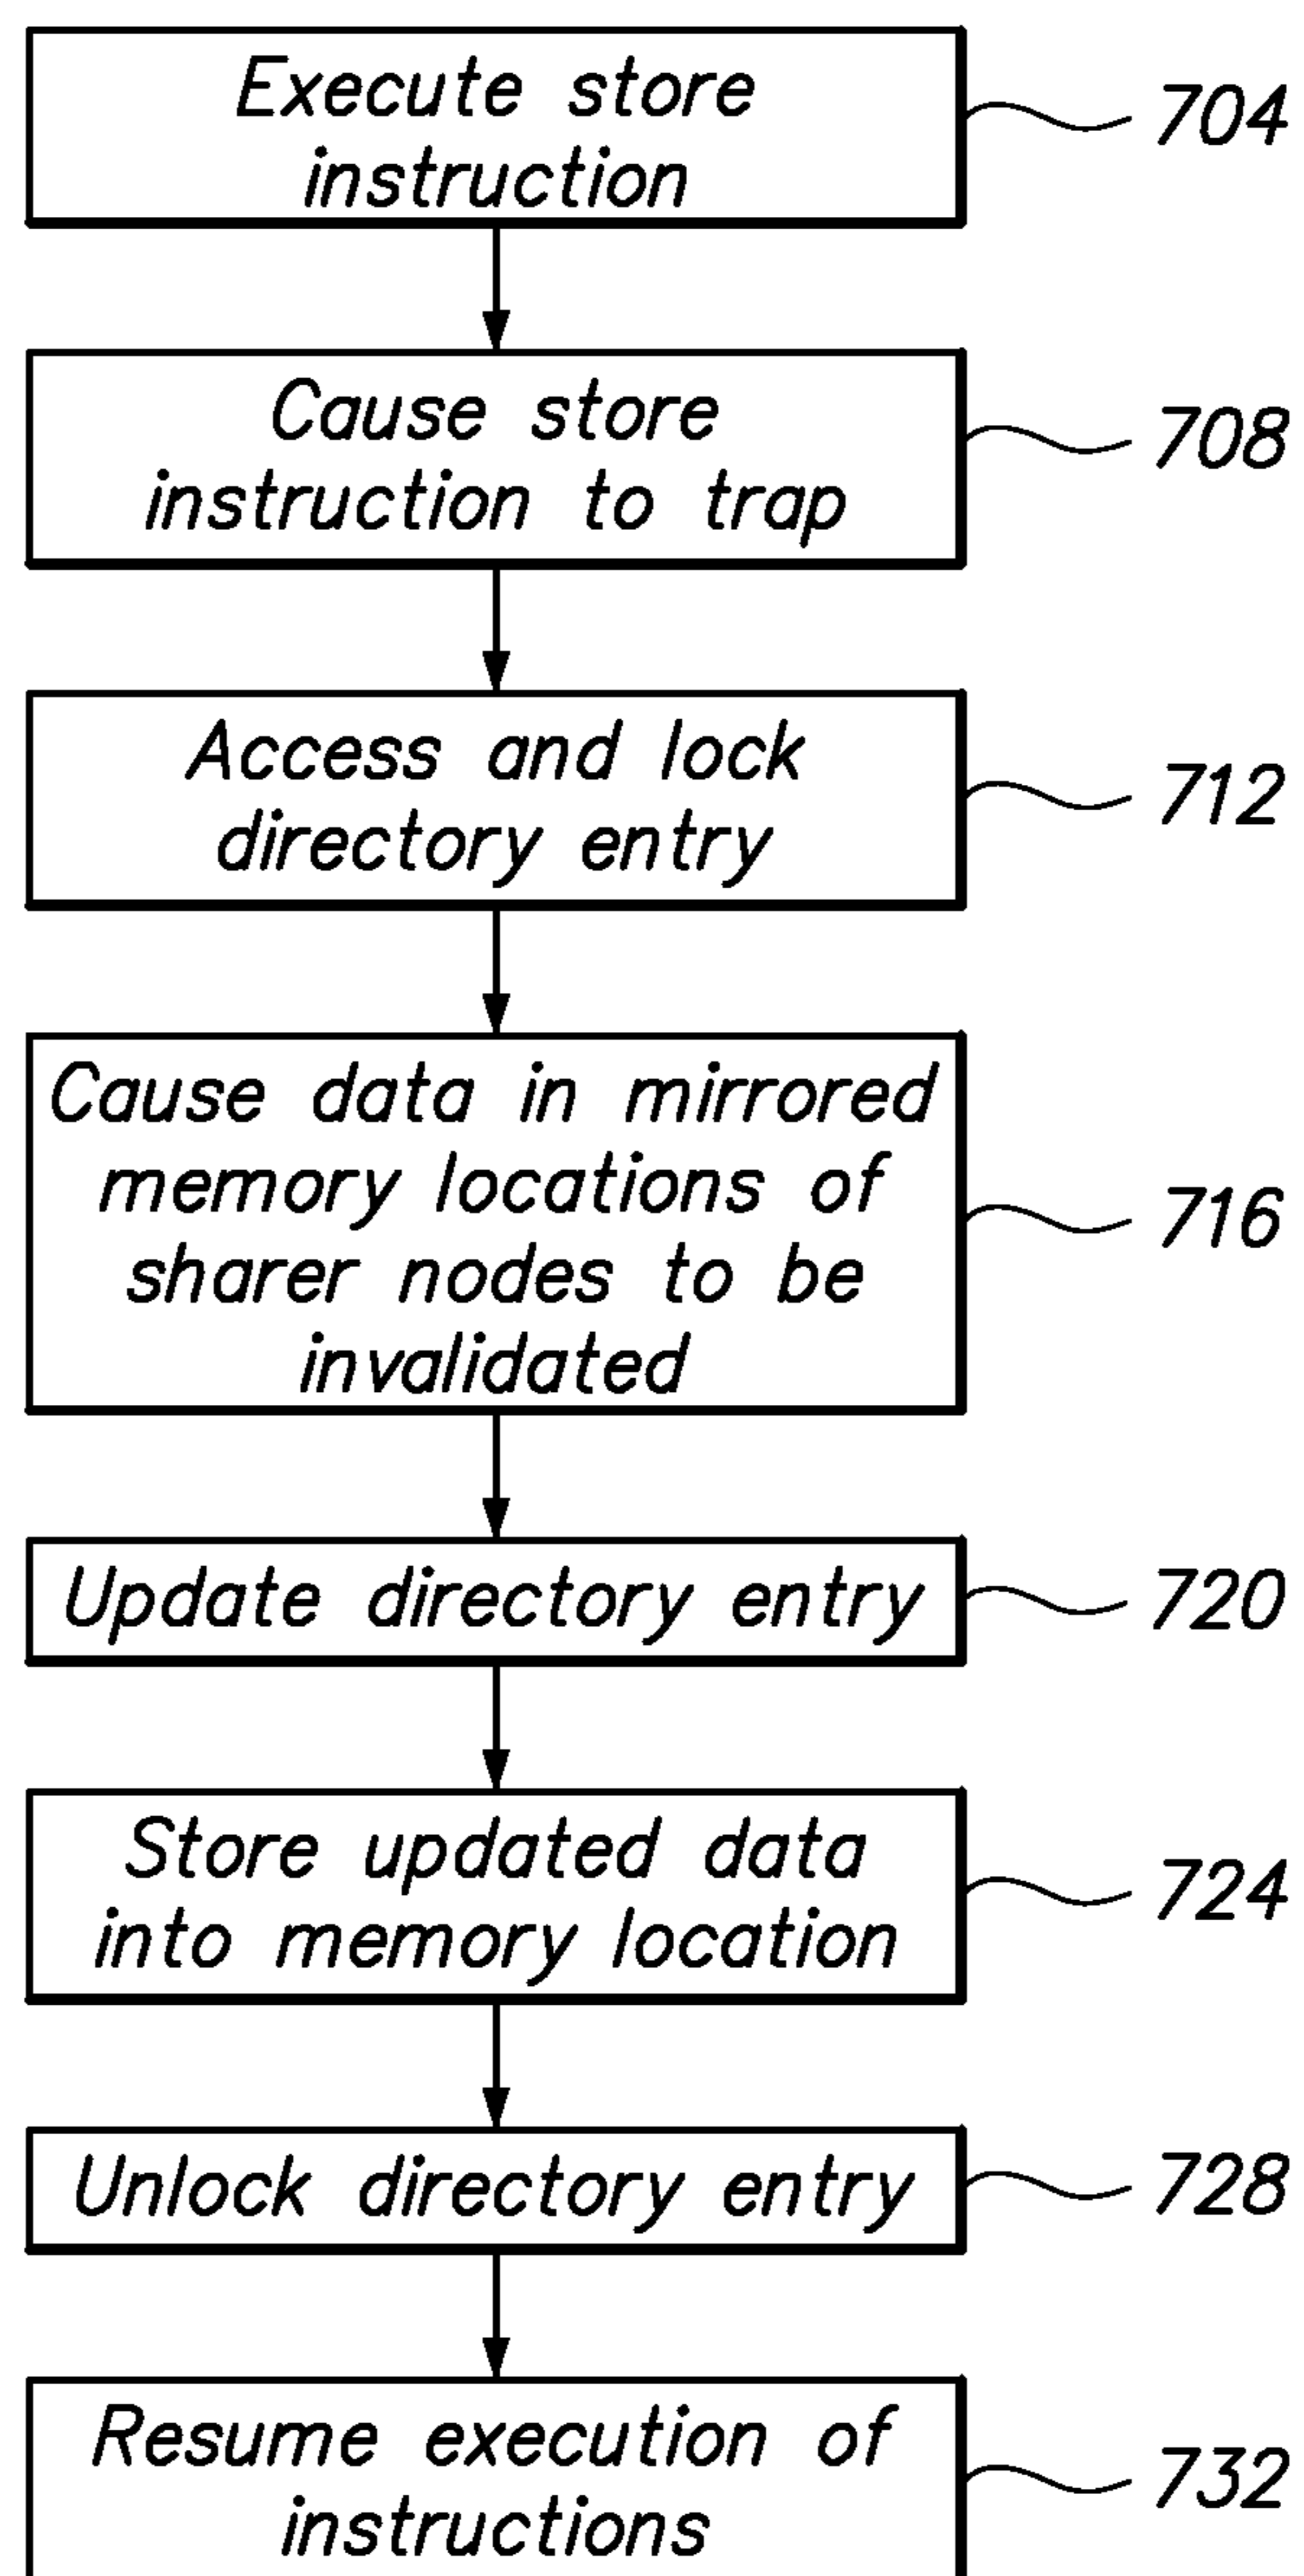 Execute store
instruction
704
Cause store
instruction to trap
708
Access and lock
directory entry
712
Cause data in mirrored
memory locations of
sharer nodes to be
invalidated
716
Update directory entry
720
Store updated data
into memory location
724
Unlock directory entry
728
Resume execution of
instructions
732